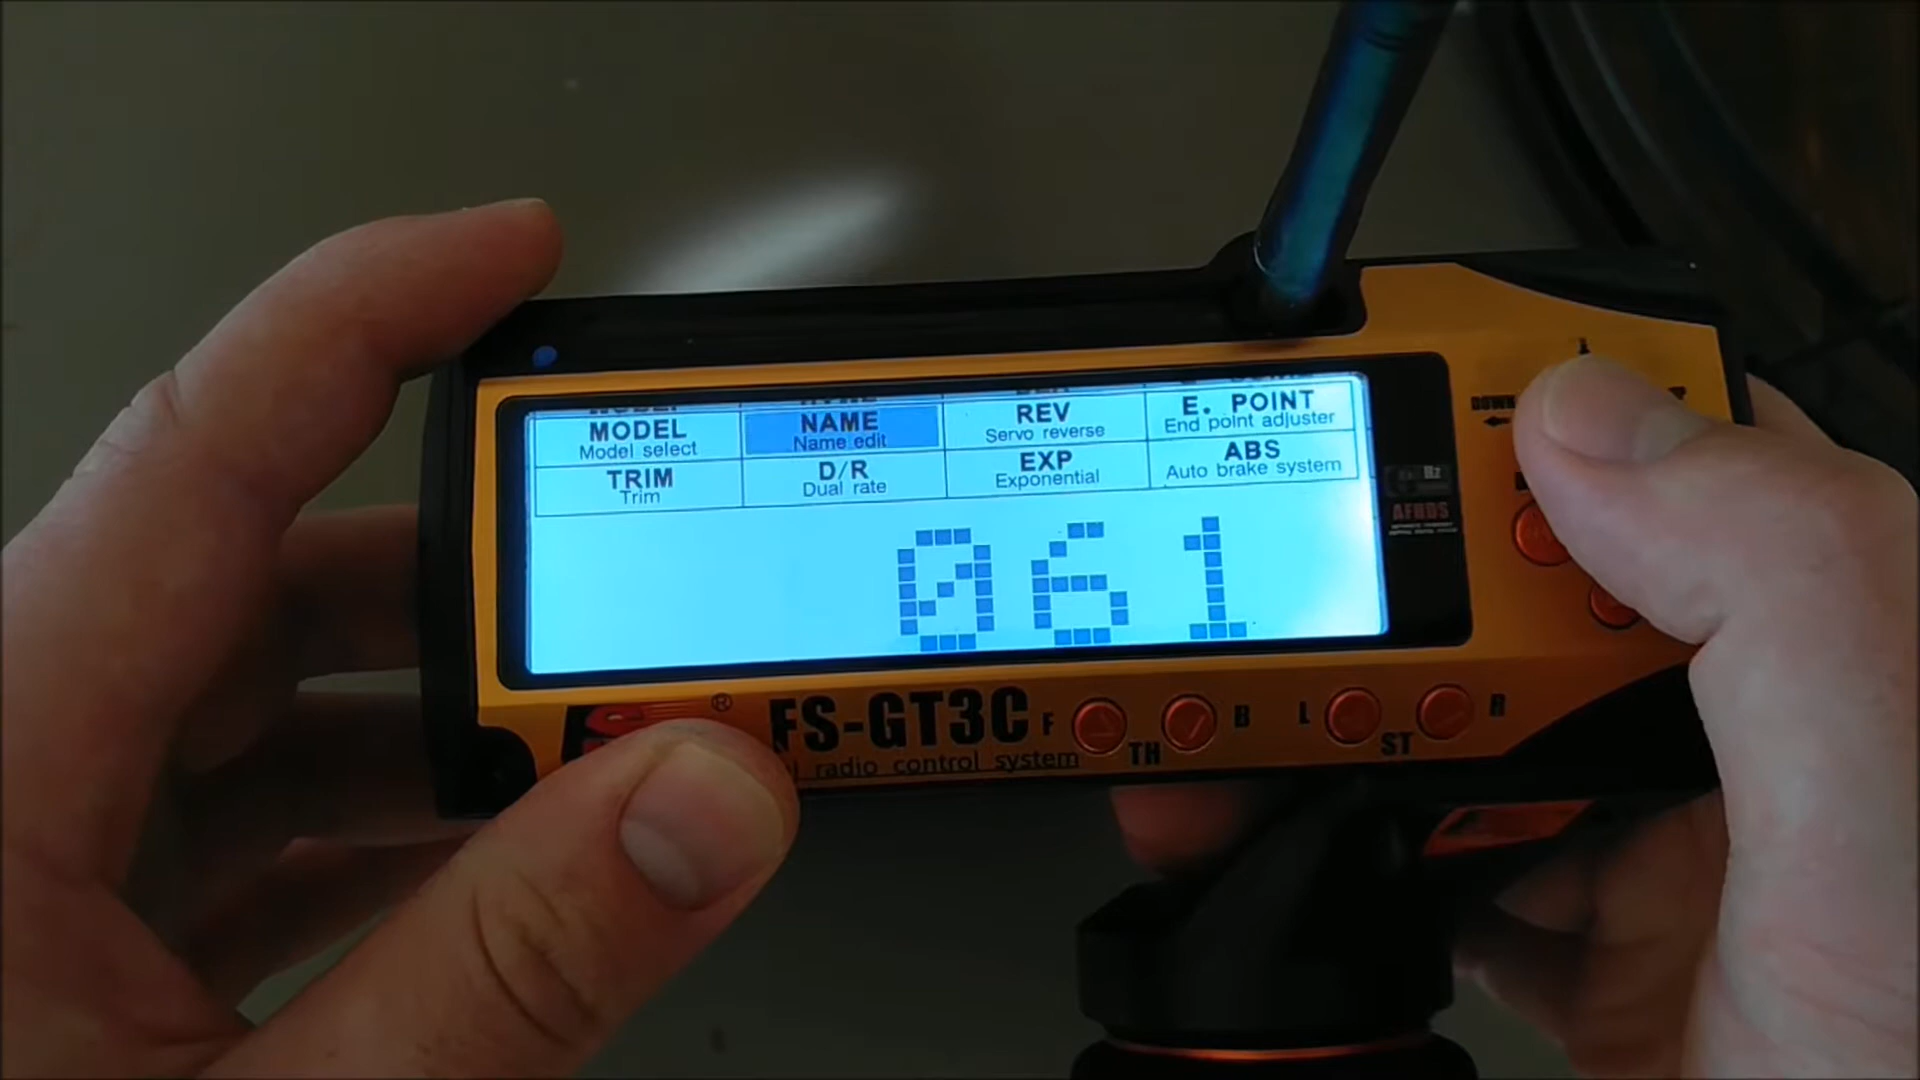 MODEL
Model select
NAME
Name edit
REV
Servo reverse
E. POINT
End point adjuster
TRIM
Trim
D/R
Dual rate
EXP
Exponential
ABS
Auto brake system
061
DOWN
AFHDS
®
FS-GT3C
radio control system
F
TH
B
L
ST
R